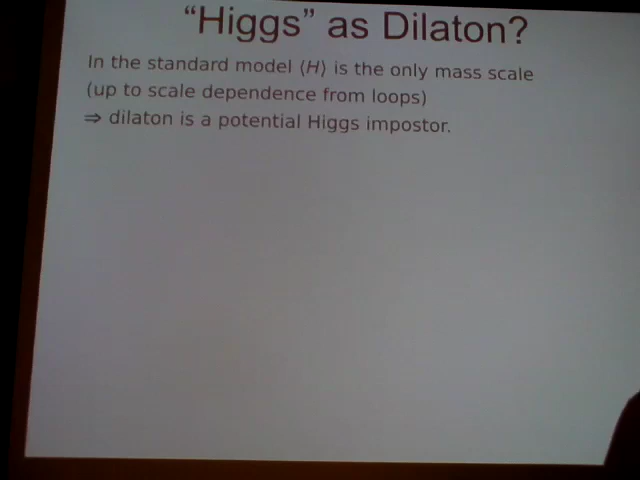 “Higgs” as Dilaton?
In the standard model ⟨H⟩ is the only mass scale
(up to scale dependence from loops)
⇒ dilaton is a potential Higgs impostor.